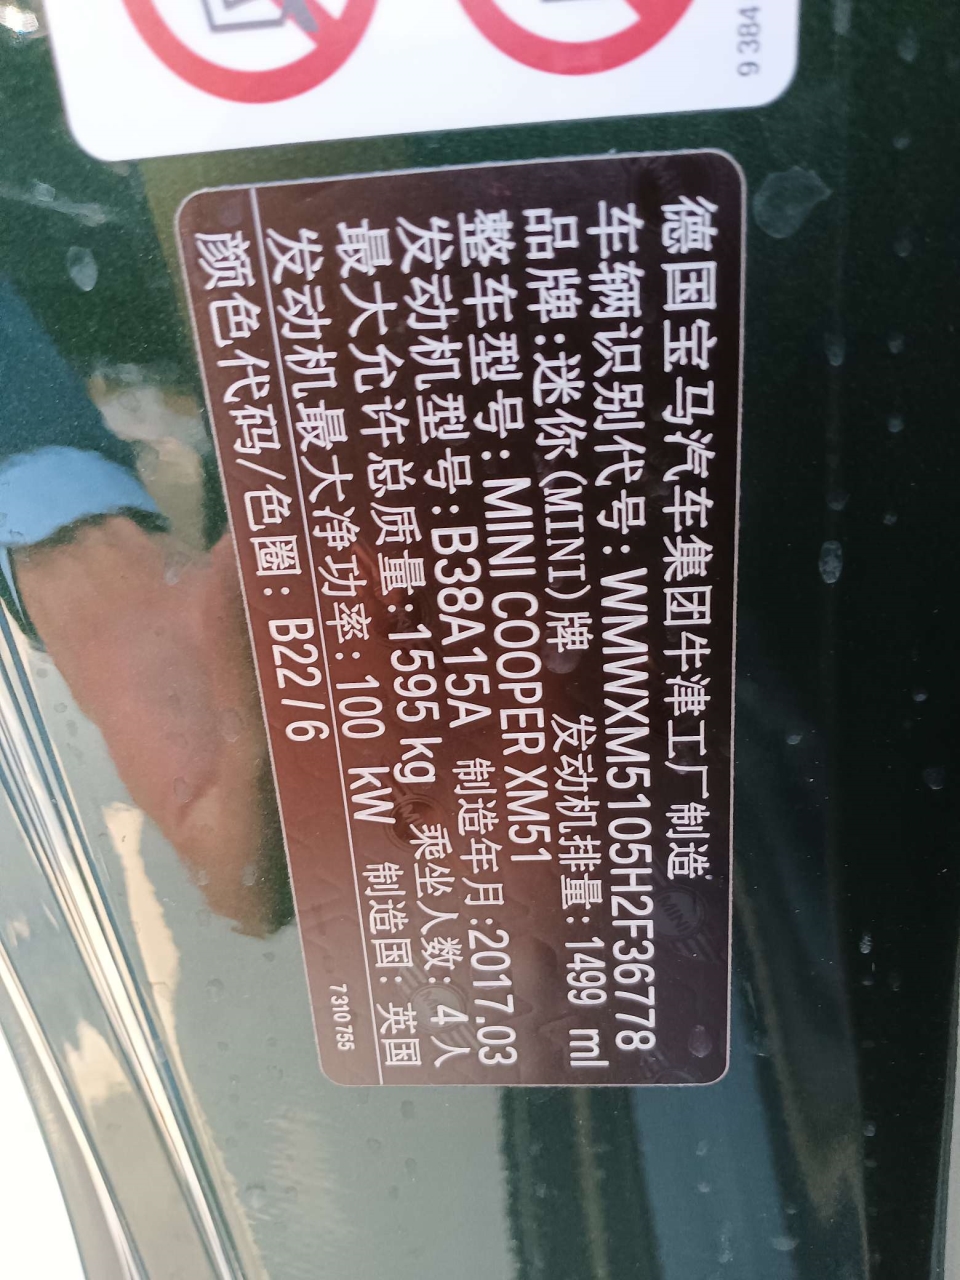 9 384
德国宝马汽车集团牛津工厂制造
车辆识别代号: WMWXM5105H2F36778
品牌:迷你(MINI)牌 发动机排量: 1499 ml
整车型号: MINI COOPER XM51
发动机型号: B38A15A 制造年月:2017.03
最大允许总质量:1595 kg 乘坐人数: 4人
发动机最大净功率: 100 kW 制造国: 英国
颜色代码/色圈: B22/6
7 310 755